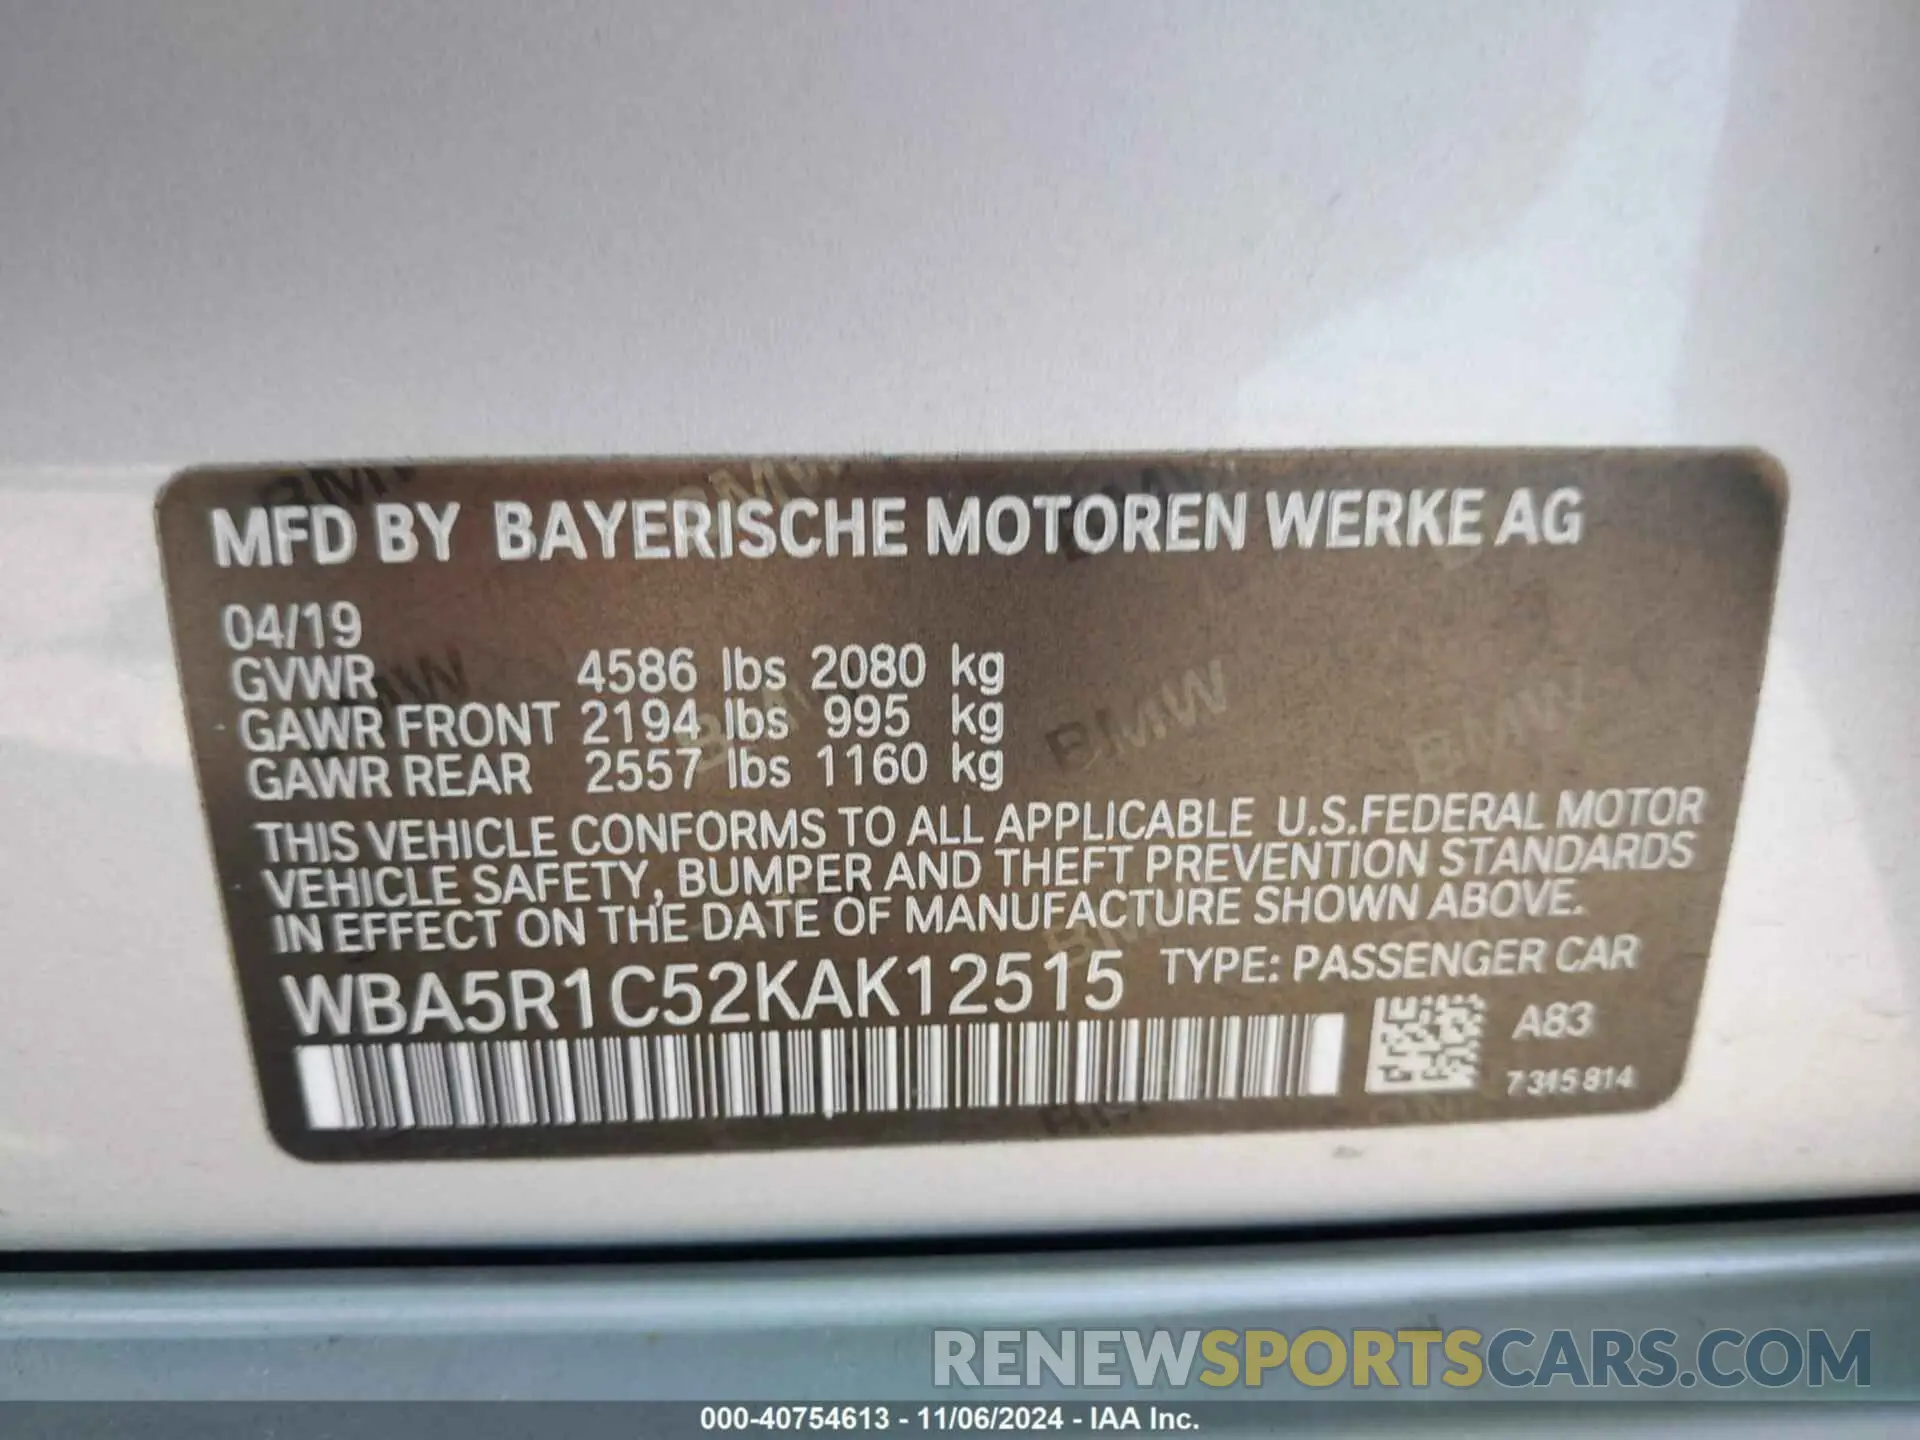 MFD BY BAYERISCHE MOTOREN WERKE AG
04/19
GVWR 4586 lbs 2080 kg
GAWR FRONT 2194 lbs 995 kg
GAWR REAR 2557 lbs 1160 kg
THIS VEHICLE CONFORMS TO ALL APPLICABLE U.S.FEDERAL MOTOR
VEHICLE SAFETY, BUMPER AND THEFT PREVENTION STANDARDS
IN EFFECT ON THE DATE OF MANUFACTURE SHOWN ABOVE.
WBA5R1C52KAK12515 TYPE: PASSENGER CAR
A83
7 315 814
RENEWSPORTSCARS.COM
000-40754613 - 11/06/2024 - IAA Inc.